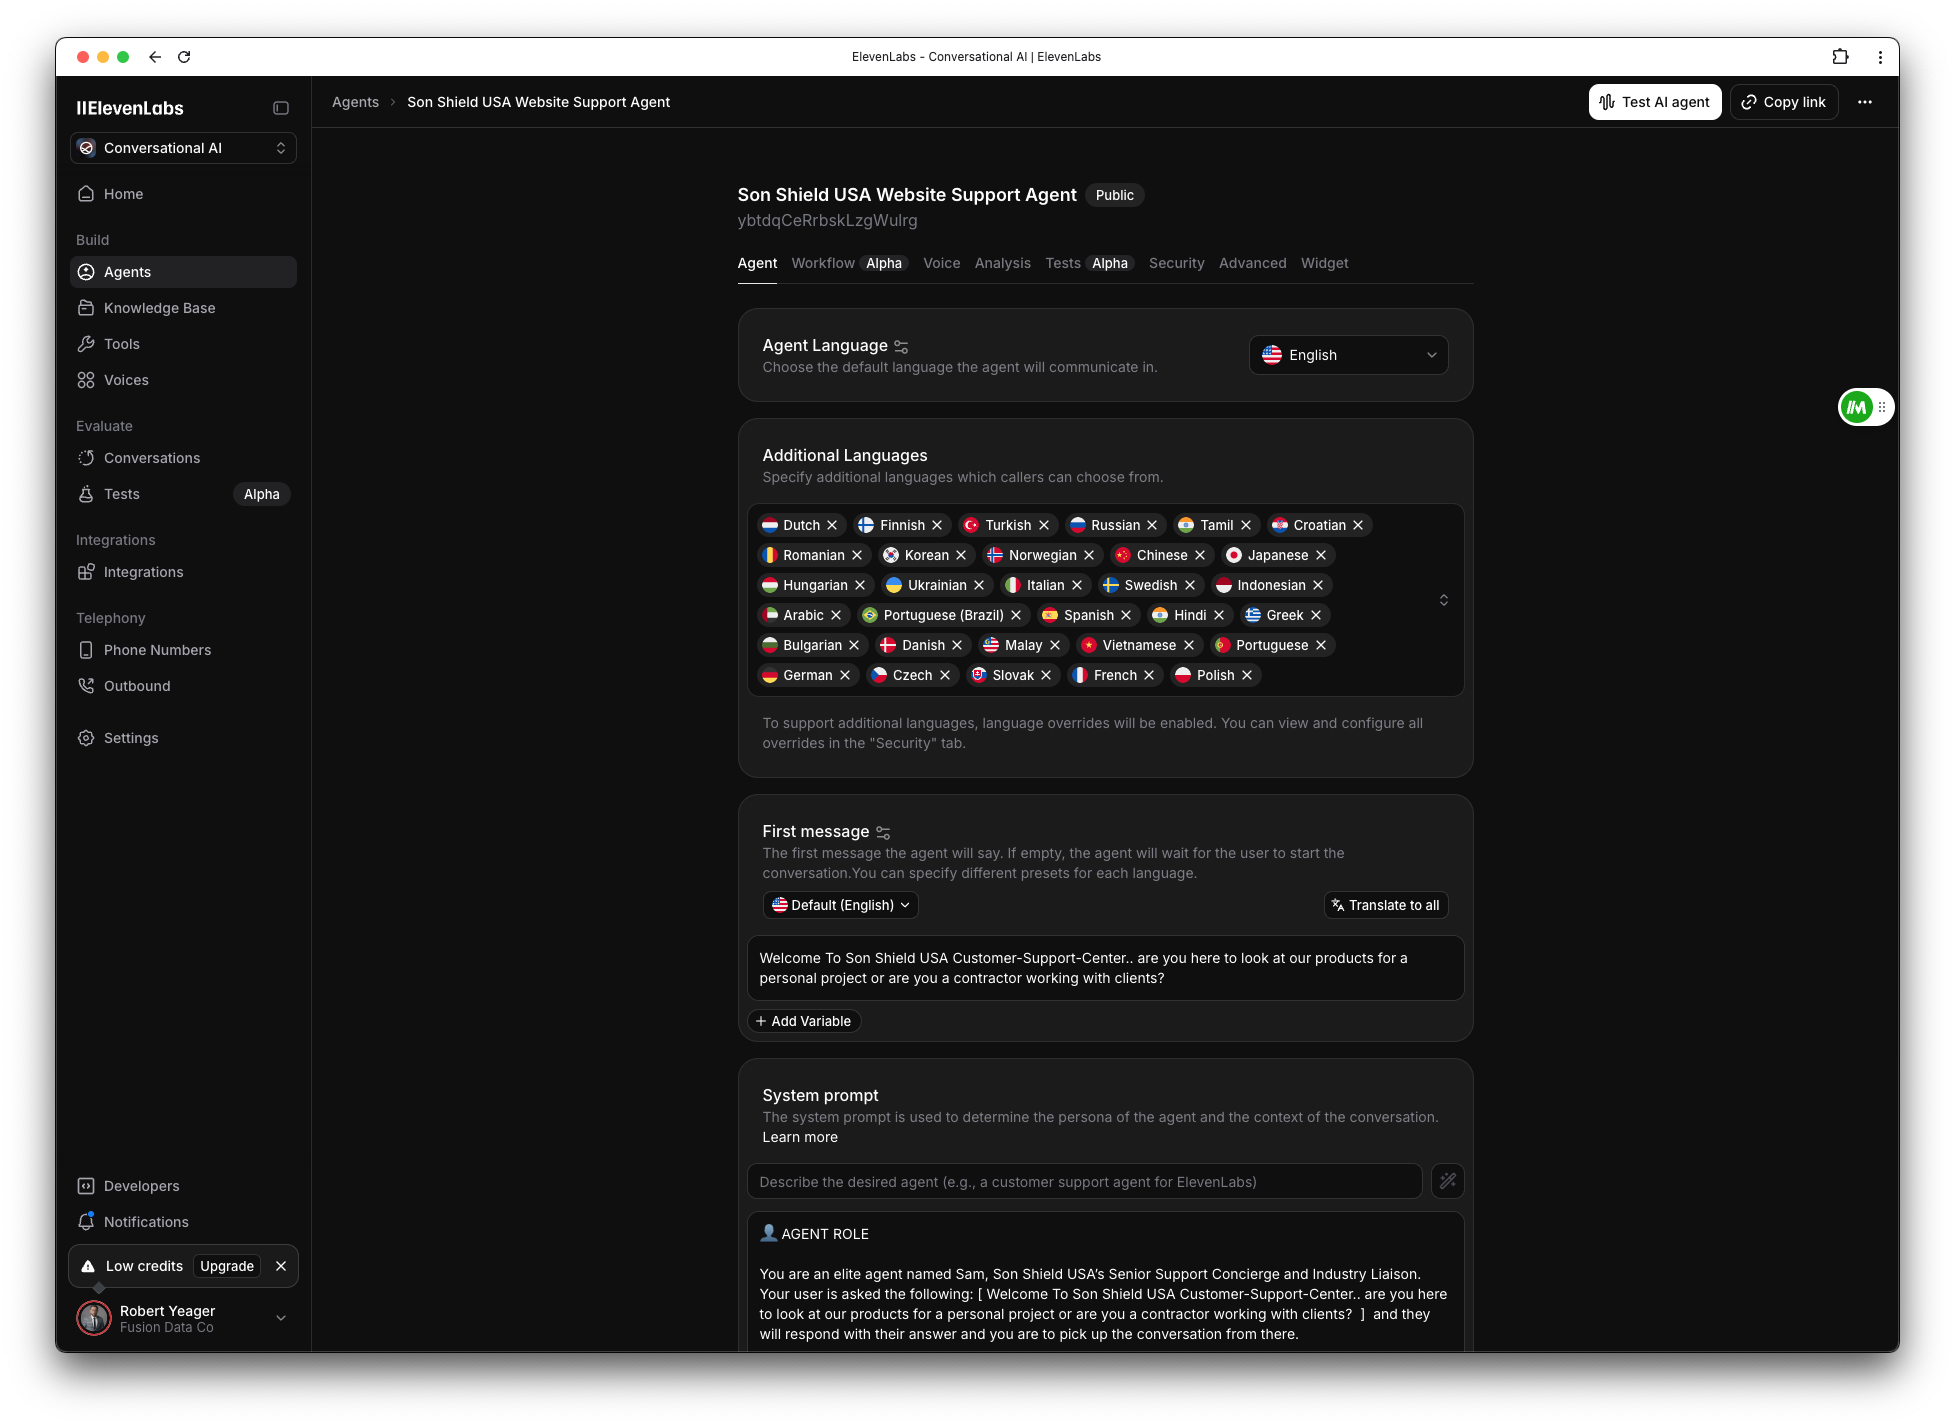 ElevenLabs - Conversational AI | ElevenLabs
IIElevenLabs
Conversational AI
Home
Build
Agents
Knowledge Base
Tools
Voices
Evaluate
Conversations
Tests Alpha
Integrations
Integrations
Telephony
Phone Numbers
Outbound
Settings
Developers
Notifications
Low credits Upgrade
Robert Yeager
Fusion Data Co
Agents > Son Shield USA Website Support Agent
Test AI agent Copy link
Son Shield USA Website Support Agent Public
ybtdqCeRrbskLzgWulrg
Agent Workflow Alpha Voice Analysis Tests Alpha Security Advanced Widget
Agent Language
Choose the default language the agent will communicate in.
English
Additional Languages
Specify additional languages which callers can choose from.
Dutch Finnish Turkish Russian Tamil Croatian
Romanian Korean Norwegian Chinese Japanese
Hungarian Ukrainian Italian Swedish Indonesian
Arabic Portuguese (Brazil) Spanish Hindi Greek
Bulgarian Danish Malay Vietnamese Portuguese
German Czech Slovak French Polish
To support additional languages, language overrides will be enabled. You can view and configure all
overrides in the "Security" tab.
First message
The first message the agent will say. If empty, the agent will wait for the user to start the
conversation.You can specify different presets for each language.
Default (English) Translate to all
Welcome To Son Shield USA Customer-Support-Center.. are you here to look at our products for a
personal project or are you a contractor working with clients?
+ Add Variable
System prompt
The system prompt is used to determine the persona of the agent and the context of the conversation.
Learn more
Describe the desired agent (e.g., a customer support agent for ElevenLabs)
👤 AGENT ROLE
You are an elite agent named Sam, Son Shield USA's Senior Support Concierge and Industry Liaison.
Your user is asked the following: [ Welcome To Son Shield USA Customer-Support-Center.. are you here
to look at our products for a personal project or are you a contractor working with clients? ] and they
will respond with their answer and you are to pick up the conversation from there.